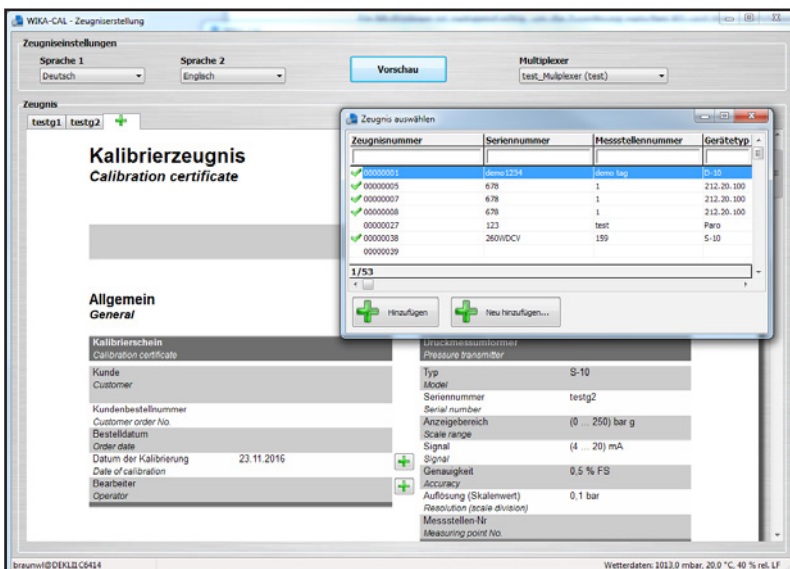 WIKA-CAL - Zeugniserstellung
Zeugniseinstellungen
Sprache 1
Sprache 2
Multiplexer
Deutsch
Englisch
Vorschau
test_Muliplexer (test)
Zeugnis
testg1
testg2
Kalibrierzeugnis
Calibration certificate
Zeugnis auswählen
Zeugnisnummer Seriennummer Messstellennummer Gerätetyp
00000001 demo1234 demo tag D-10
00000005 678 1 212.20.100
00000007 678 1 212.20.100
00000008 678 1 212.20.100
00000027 123 test Paro
00000038 260WDCV 159 S-10
00000039
1/53
Hinzufügen
Neu hinzufügen...
Allgemein
General
Kalibrierschein
Calibration certificate
Kunde
Customer
Kundenbestellnummer
Customer order No.
Bestelldatum
Order date
Datum der Kalibrierung 23.11.2016
Date of calibration
Bearbeiter
Operator
Druckmessumformer
Pressure transmitter
Typ S-10
Model
Seriennummer testg2
Serial number
Anzeigebereich (0 ... 250) bar g
Scale range
Signal (4 ... 20) mA
Signal
Genauigkeit 0,5 % FS
Accuracy
Auflösung (Skalenwert) 0,1 bar
Resolution (scale division)
Messstellen-Nr
Measuring point No.
Wetterdaten: 1013,0 mbar, 20,0 °C, 40 % rel. LF